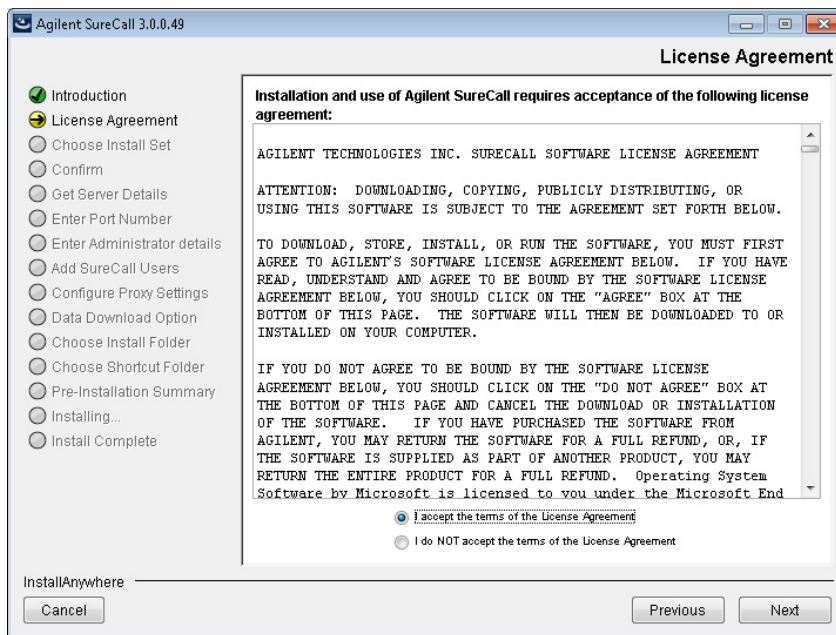 Agilent SureCall 3.0.0.49
License Agreement
Introduction
License Agreement
Choose Install Set
Confirm
Get Server Details
Enter Port Number
Enter Administrator details
Add SureCall Users
Configure Proxy Settings
Data Download Option
Choose Install Folder
Choose Shortcut Folder
Pre-Installation Summary
Installing...
Install Complete
Installation and use of Agilent SureCall requires acceptance of the following license
agreement:
AGILENT TECHNOLOGIES INC. SURECALL SOFTWARE LICENSE AGREEMENT
ATTENTION:  DOWNLOADING, COPYING, PUBLICLY DISTRIBUTING, OR
USING THIS SOFTWARE IS SUBJECT TO THE AGREEMENT SET FORTH BELOW.
TO DOWNLOAD, STORE, INSTALL, OR RUN THE SOFTWARE, YOU MUST FIRST
AGREE TO AGILENT'S SOFTWARE LICENSE AGREEMENT BELOW.  IF YOU HAVE
READ, UNDERSTAND AND AGREE TO BE BOUND BY THE SOFTWARE LICENSE
AGREEMENT BELOW, YOU SHOULD CLICK ON THE "AGREE" BOX AT THE
BOTTOM OF THIS PAGE.  THE SOFTWARE WILL THEN BE DOWNLOADED TO OR
INSTALLED ON YOUR COMPUTER.
IF YOU DO NOT AGREE TO BE BOUND BY THE SOFTWARE LICENSE
AGREEMENT BELOW, YOU SHOULD CLICK ON THE "DO NOT AGREE" BOX AT
THE BOTTOM OF THIS PAGE AND CANCEL THE DOWNLOAD OR INSTALLATION
OF THE SOFTWARE.   IF YOU HAVE PURCHASED THE SOFTWARE FROM
AGILENT, YOU MAY RETURN THE SOFTWARE FOR A FULL REFUND, OR, IF
THE SOFTWARE IS SUPPLIED AS PART OF ANOTHER PRODUCT, YOU MAY
RETURN THE ENTIRE PRODUCT FOR A FULL REFUND.  Operating System
Software by Microsoft is licensed to you under the Microsoft End
I accept the terms of the License Agreement
I do NOT accept the terms of the License Agreement
InstallAnywhere
Cancel
Previous
Next